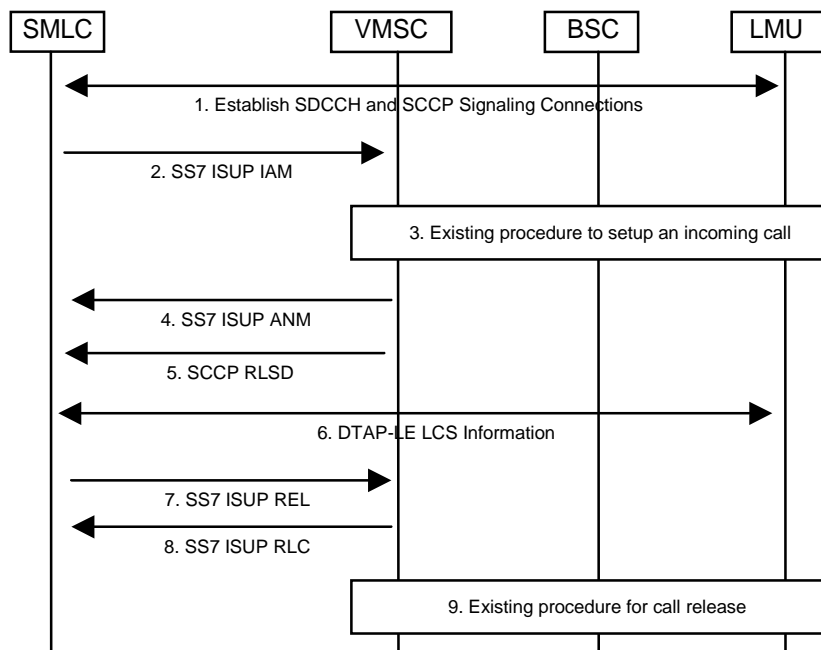 SMLC
VMSC
BSC
LMU
1. Establish SDCCH and SCCP Signaling Connections
2. SS7 ISUP IAM
3. Existing procedure to setup an incoming call
4. SS7 ISUP ANM
5. SCCP RLSD
6. DTAP-LE LCS Information
7. SS7 ISUP REL
8. SS7 ISUP RLC
9. Existing procedure for call release